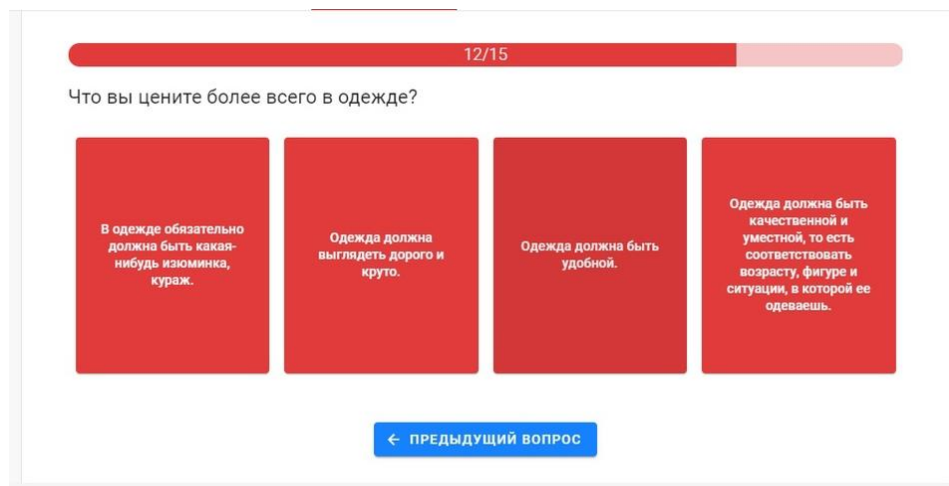 12/15
Что вы цените более всего в одежде?
В одежде обязательно
должна быть какая-
нибудь изюминка,
кураж.
Одежда должна
выглядеть дорого и
круто.
Одежда должна быть
удобной.
Одежда должна быть
качественной и
уместной, то есть
соответствовать
возрасту, фигуре и
ситуации, в которой ее
одеваешь.
← ПРЕДЫДУЩИЙ ВОПРОС